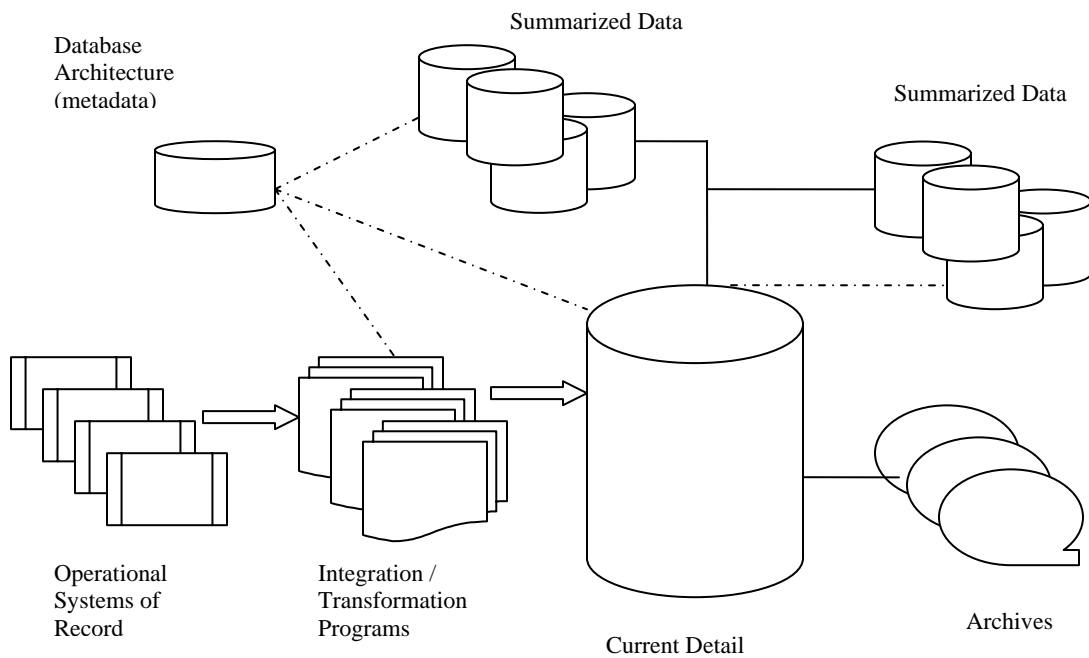 Summarized Data
Database
Architecture
(metadata)
Summarized Data
Operational
Systems of
Record
Integration /
Transformation
Programs
Current Detail
Archives